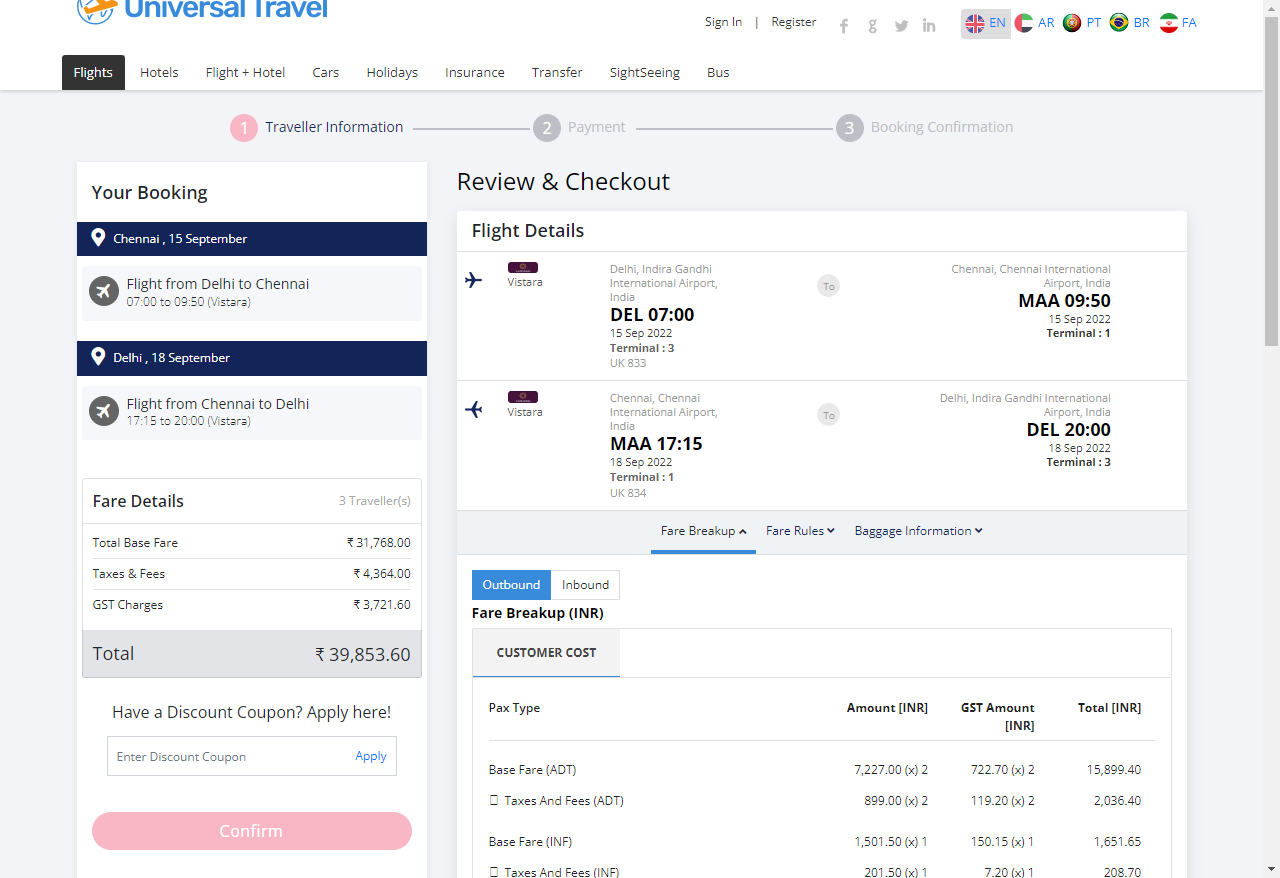 Universal Travel
Sign In | Register
EN AR PT BR FA
Flights Hotels Flight + Hotel Cars Holidays Insurance Transfer SightSeeing Bus
1 Traveller Information 2 Payment 3 Booking Confirmation
Your Booking
Chennai , 15 September
Flight from Delhi to Chennai
07:00 to 09:50 (Vistara)
Delhi , 18 September
Flight from Chennai to Delhi
17:15 to 20:00 (Vistara)
Fare Details 3 Traveller(s)
Total Base Fare ₹ 31,768.00
Taxes & Fees ₹ 4,364.00
GST Charges ₹ 3,721.60
Total ₹ 39,853.60
Have a Discount Coupon? Apply here!
Enter Discount Coupon Apply
Confirm
Review & Checkout
Flight Details
Vistara
Delhi, Indira Gandhi
International Airport,
India
DEL 07:00
15 Sep 2022
Terminal : 3
UK 833
To
Chennai, Chennai International
Airport, India
MAA 09:50
15 Sep 2022
Terminal : 1
Vistara
Chennai, Chennai
International Airport,
India
MAA 17:15
18 Sep 2022
Terminal : 1
UK 834
To
Delhi, Indira Gandhi International
Airport, India
DEL 20:00
18 Sep 2022
Terminal : 3
Fare Breakup Fare Rules Baggage Information
Outbound Inbound
Fare Breakup (INR)
CUSTOMER COST
Pax Type Amount [INR] GST Amount [INR] Total [INR]
Base Fare (ADT) 7,227.00 (x) 2 722.70 (x) 2 15,899.40
Taxes And Fees (ADT) 899.00 (x) 2 119.20 (x) 2 2,036.40
Base Fare (INF) 1,501.50 (x) 1 150.15 (x) 1 1,651.65
Taxes And Fees (INF) 201.50 (x) 1 7.20 (x) 1 208.70